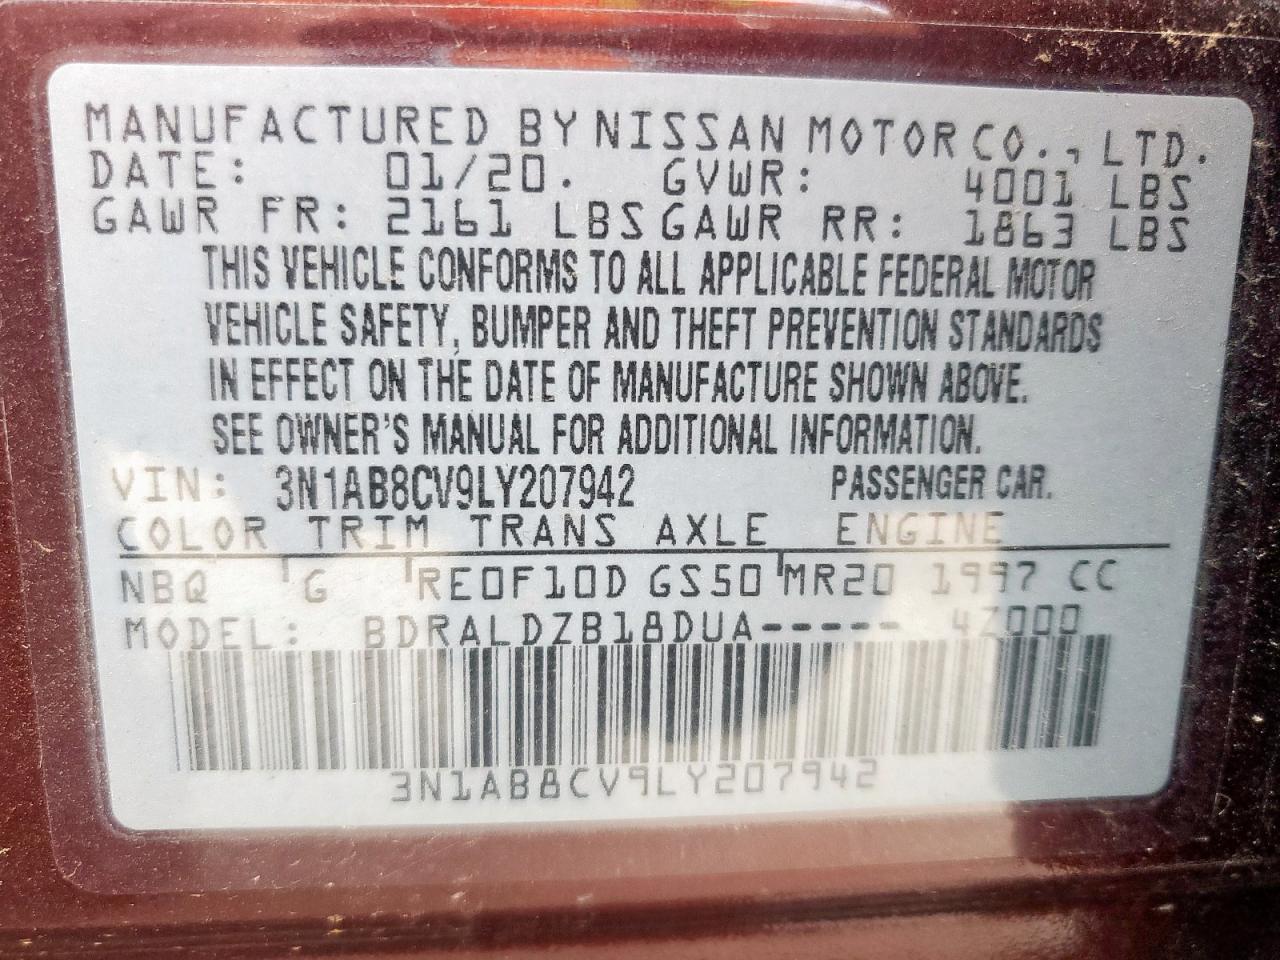 MANUFACTURED BY NISSAN MOTOR CO., LTD.
DATE: 01/20. GVWR: 4001 LBS
GAWR FR: 2161 LBS GAWR RR: 1863 LBS
THIS VEHICLE CONFORMS TO ALL APPLICABLE FEDERAL MOTOR
VEHICLE SAFETY, BUMPER AND THEFT PREVENTION STANDARDS
IN EFFECT ON THE DATE OF MANUFACTURE SHOWN ABOVE.
SEE OWNER'S MANUAL FOR ADDITIONAL INFORMATION.
VIN: 3N1AB8CV9LY207942 PASSENGER CAR.
COLOR TRIM TRANS AXLE ENGINE
NBQ G RE0F10D GS50 MR20 1997 CC
MODEL: BDRALDZB18DUA----- 4Z000
3N1AB8CV9LY207942